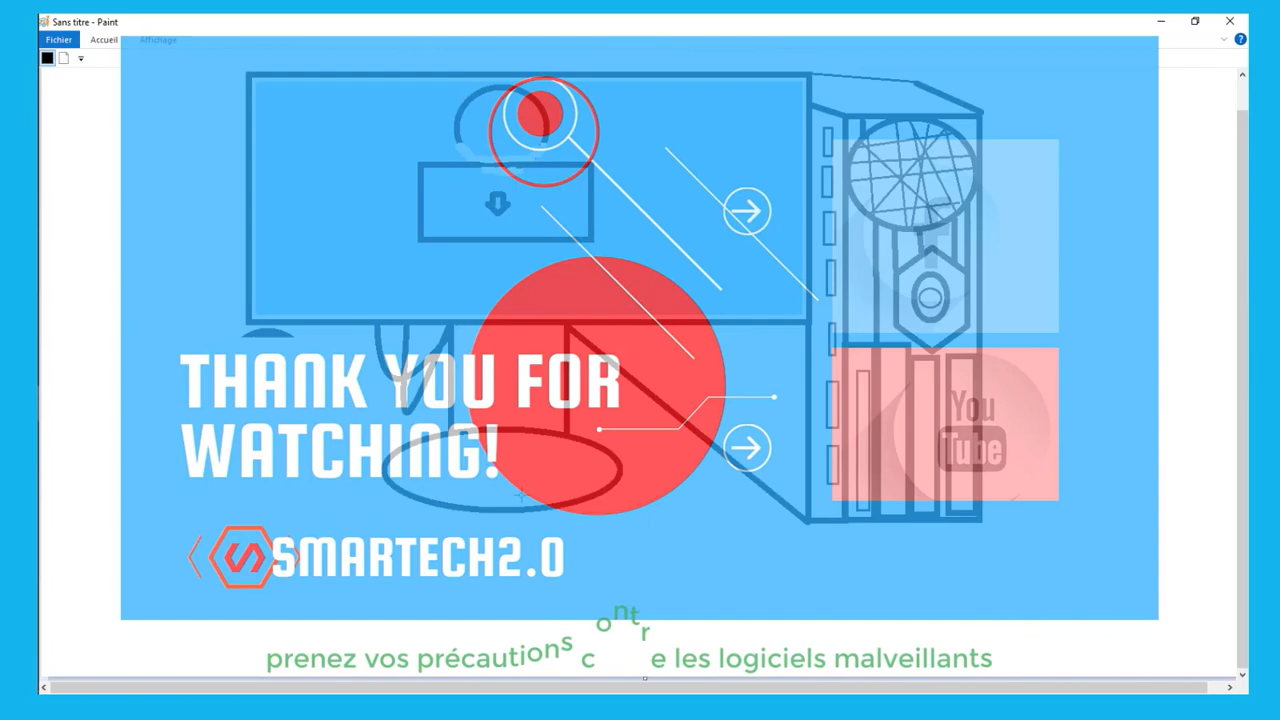 Sans titre - Paint
Fichier Accueil Affichage
THANK YOU FOR
WATCHING!
You
Tube
SMARTECH2.0
prenez vos précautions contre les logiciels malveillants